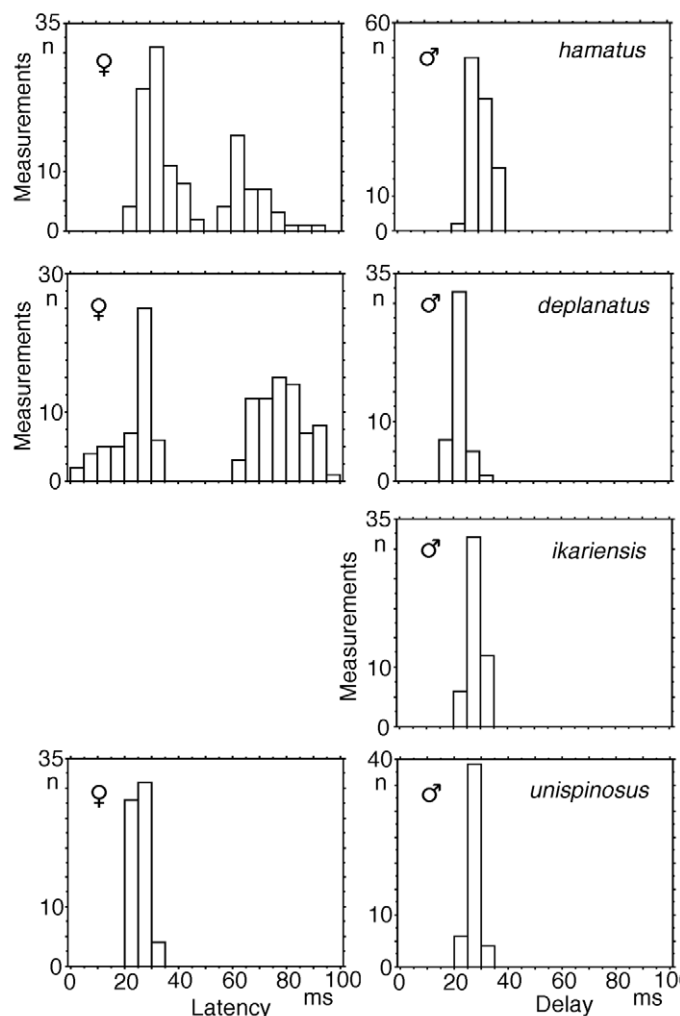 35 60
n n
♀ ♂ hamatus
Measurements
10 10
0 0
30 35
n n
♀ ♂ deplanatus
Measurements
10 10
0 0
35
n
♂ ikariensis
Measurements
10
0
35 40
n n
♀ ♂ unispinosus
10 10
0 0
0 20 40 60 80 100 0 20 40 60 80 100
Latency ms Delay ms